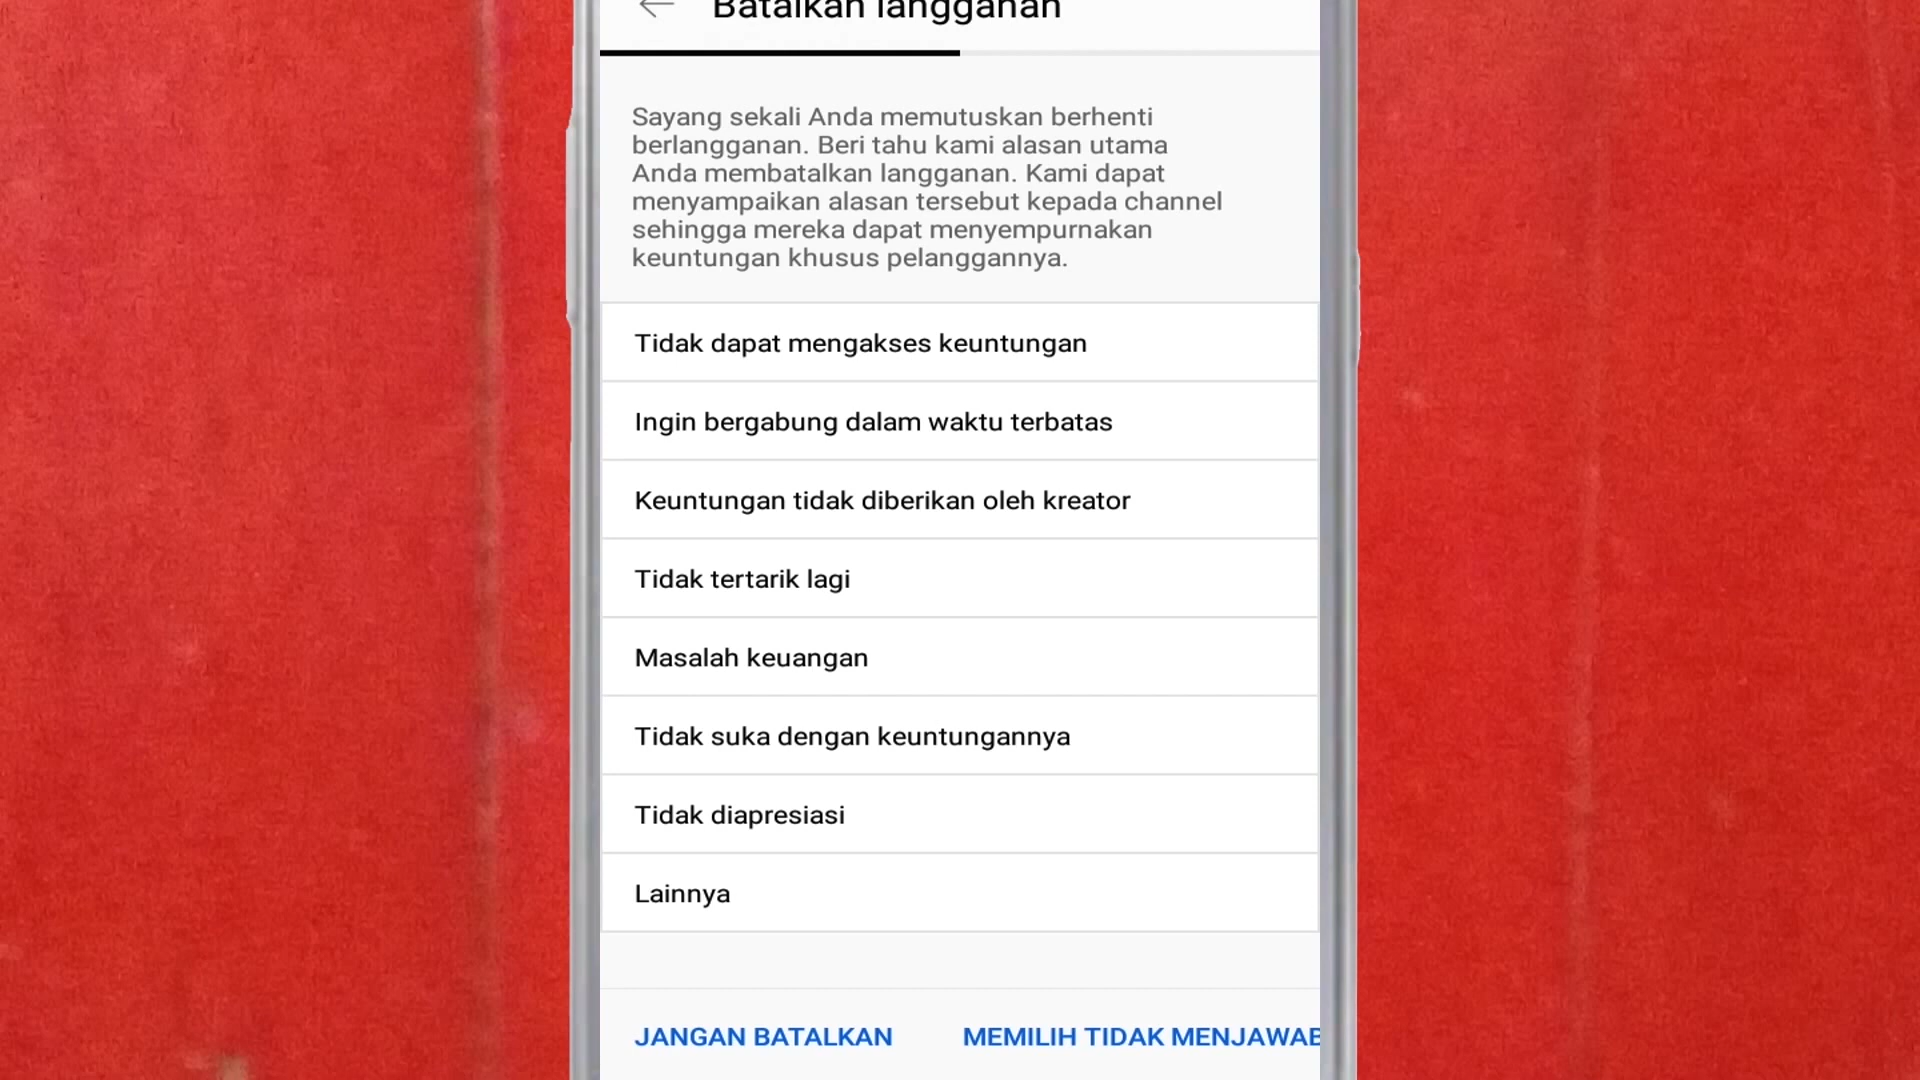 Batalkan langganan
Sayang sekali Anda memutuskan berhenti
berlangganan. Beri tahu kami alasan utama
Anda membatalkan langganan. Kami dapat
menyampaikan alasan tersebut kepada channel
sehingga mereka dapat menyempurnakan
keuntungan khusus pelanggannya.
Tidak dapat mengakses keuntungan
Ingin bergabung dalam waktu terbatas
Keuntungan tidak diberikan oleh kreator
Tidak tertarik lagi
Masalah keuangan
Tidak suka dengan keuntungannya
Tidak diapresiasi
Lainnya
JANGAN BATALKAN
MEMILIH TIDAK MENJAWAB